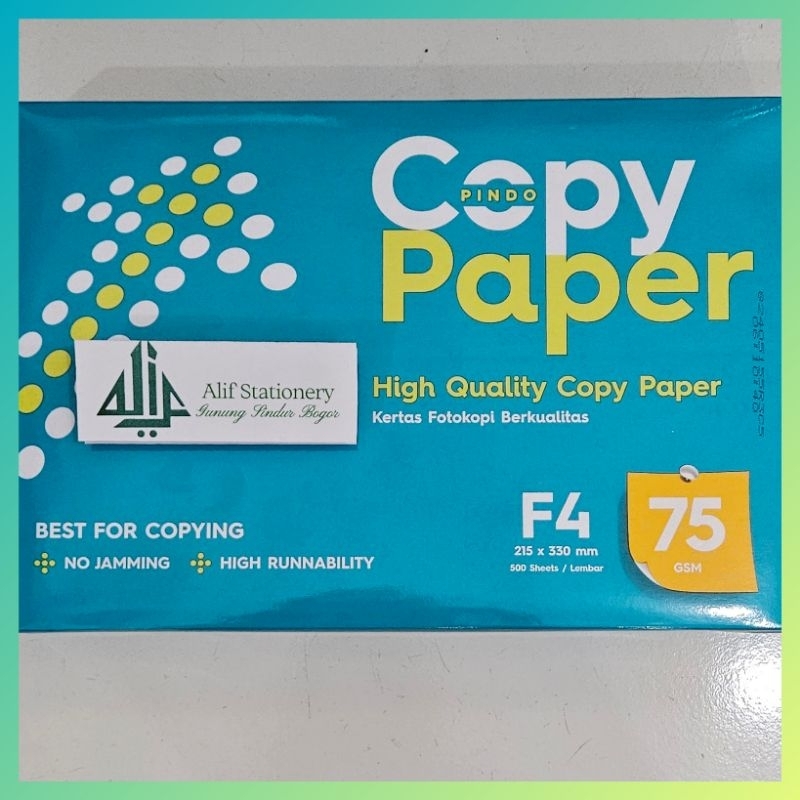 Copy
PINDO
Paper
High Quality Copy Paper
Kertas Fotokopi Berkualitas
Alif Stationery
Gunung Sindur Bogor
BEST FOR COPYING
NO JAMMING
HIGH RUNNABILITY
F4
215 x 330 mm
500 Sheets / Lembar
75
GSM